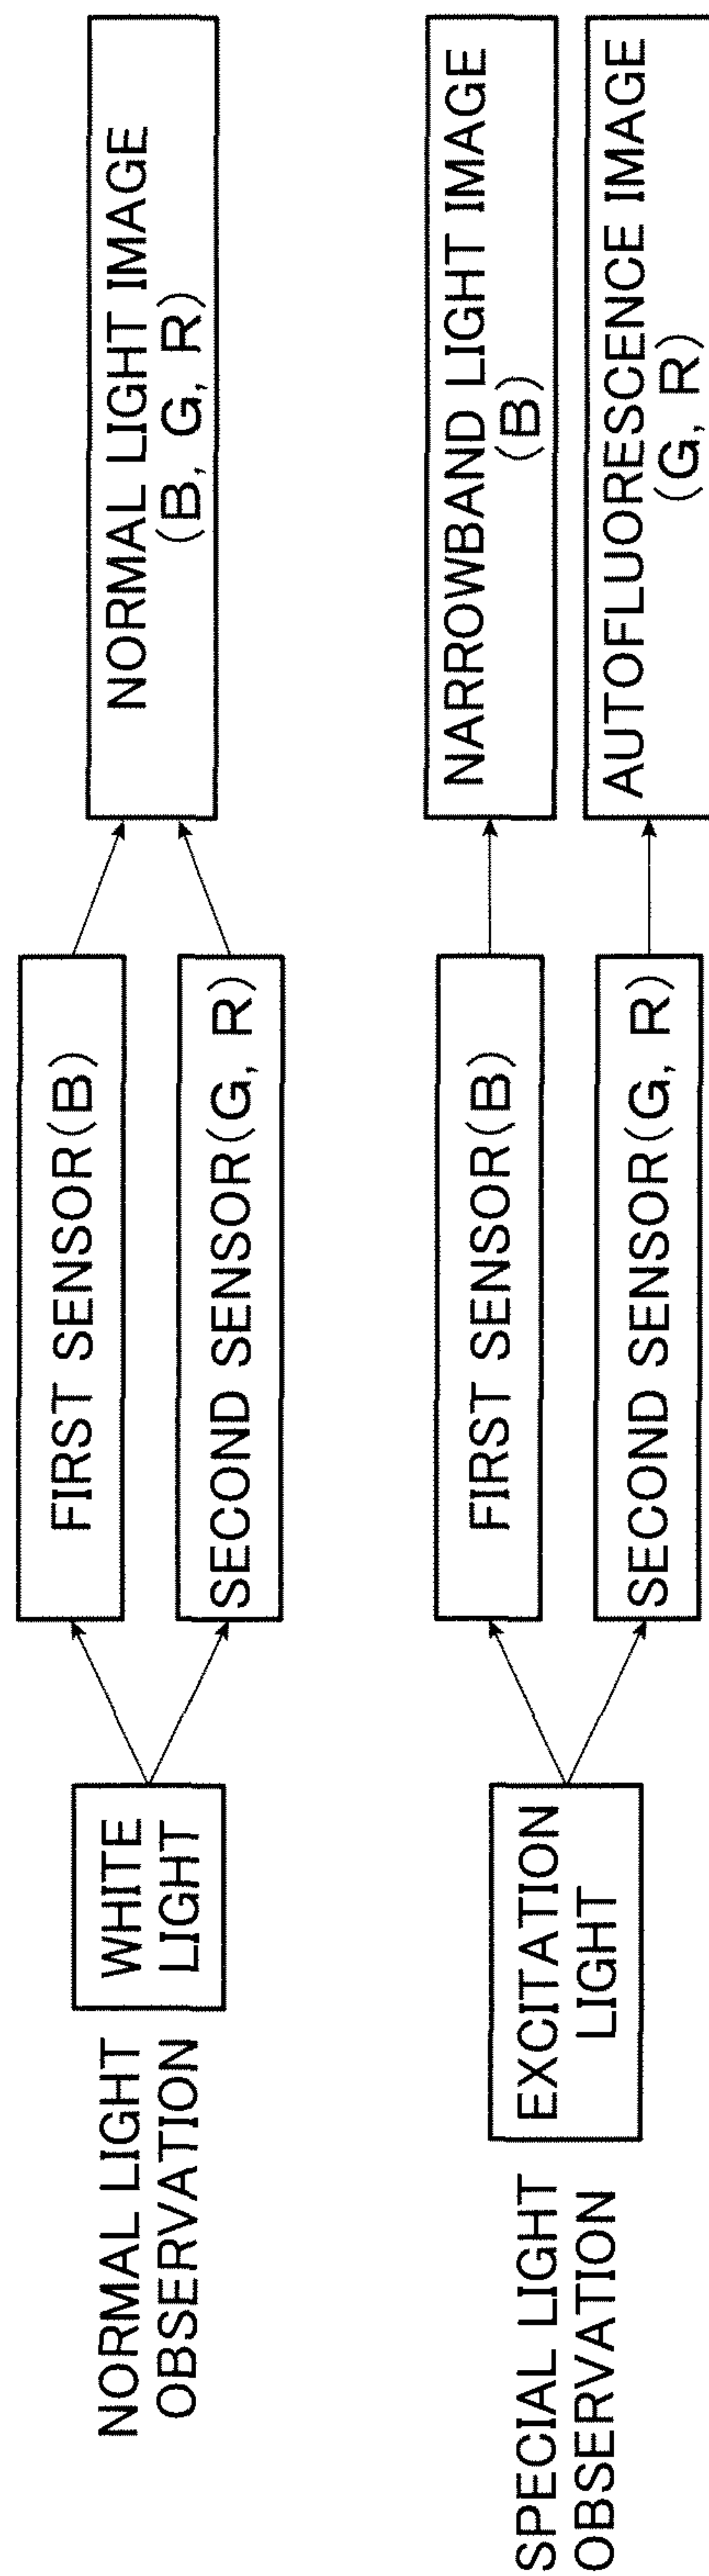 NORMAL LIGHT
OBSERVATION
WHITE
LIGHT
FIRST SENSOR(B)
SECOND SENSOR(G, R)
NORMAL LIGHT IMAGE
(B, G, R)
SPECIAL LIGHT
OBSERVATION
EXCITATION
LIGHT
FIRST SENSOR(B)
SECOND SENSOR(G, R)
NARROWBAND LIGHT IMAGE
(B)
AUTOFLUORESCENCE IMAGE
(G, R)